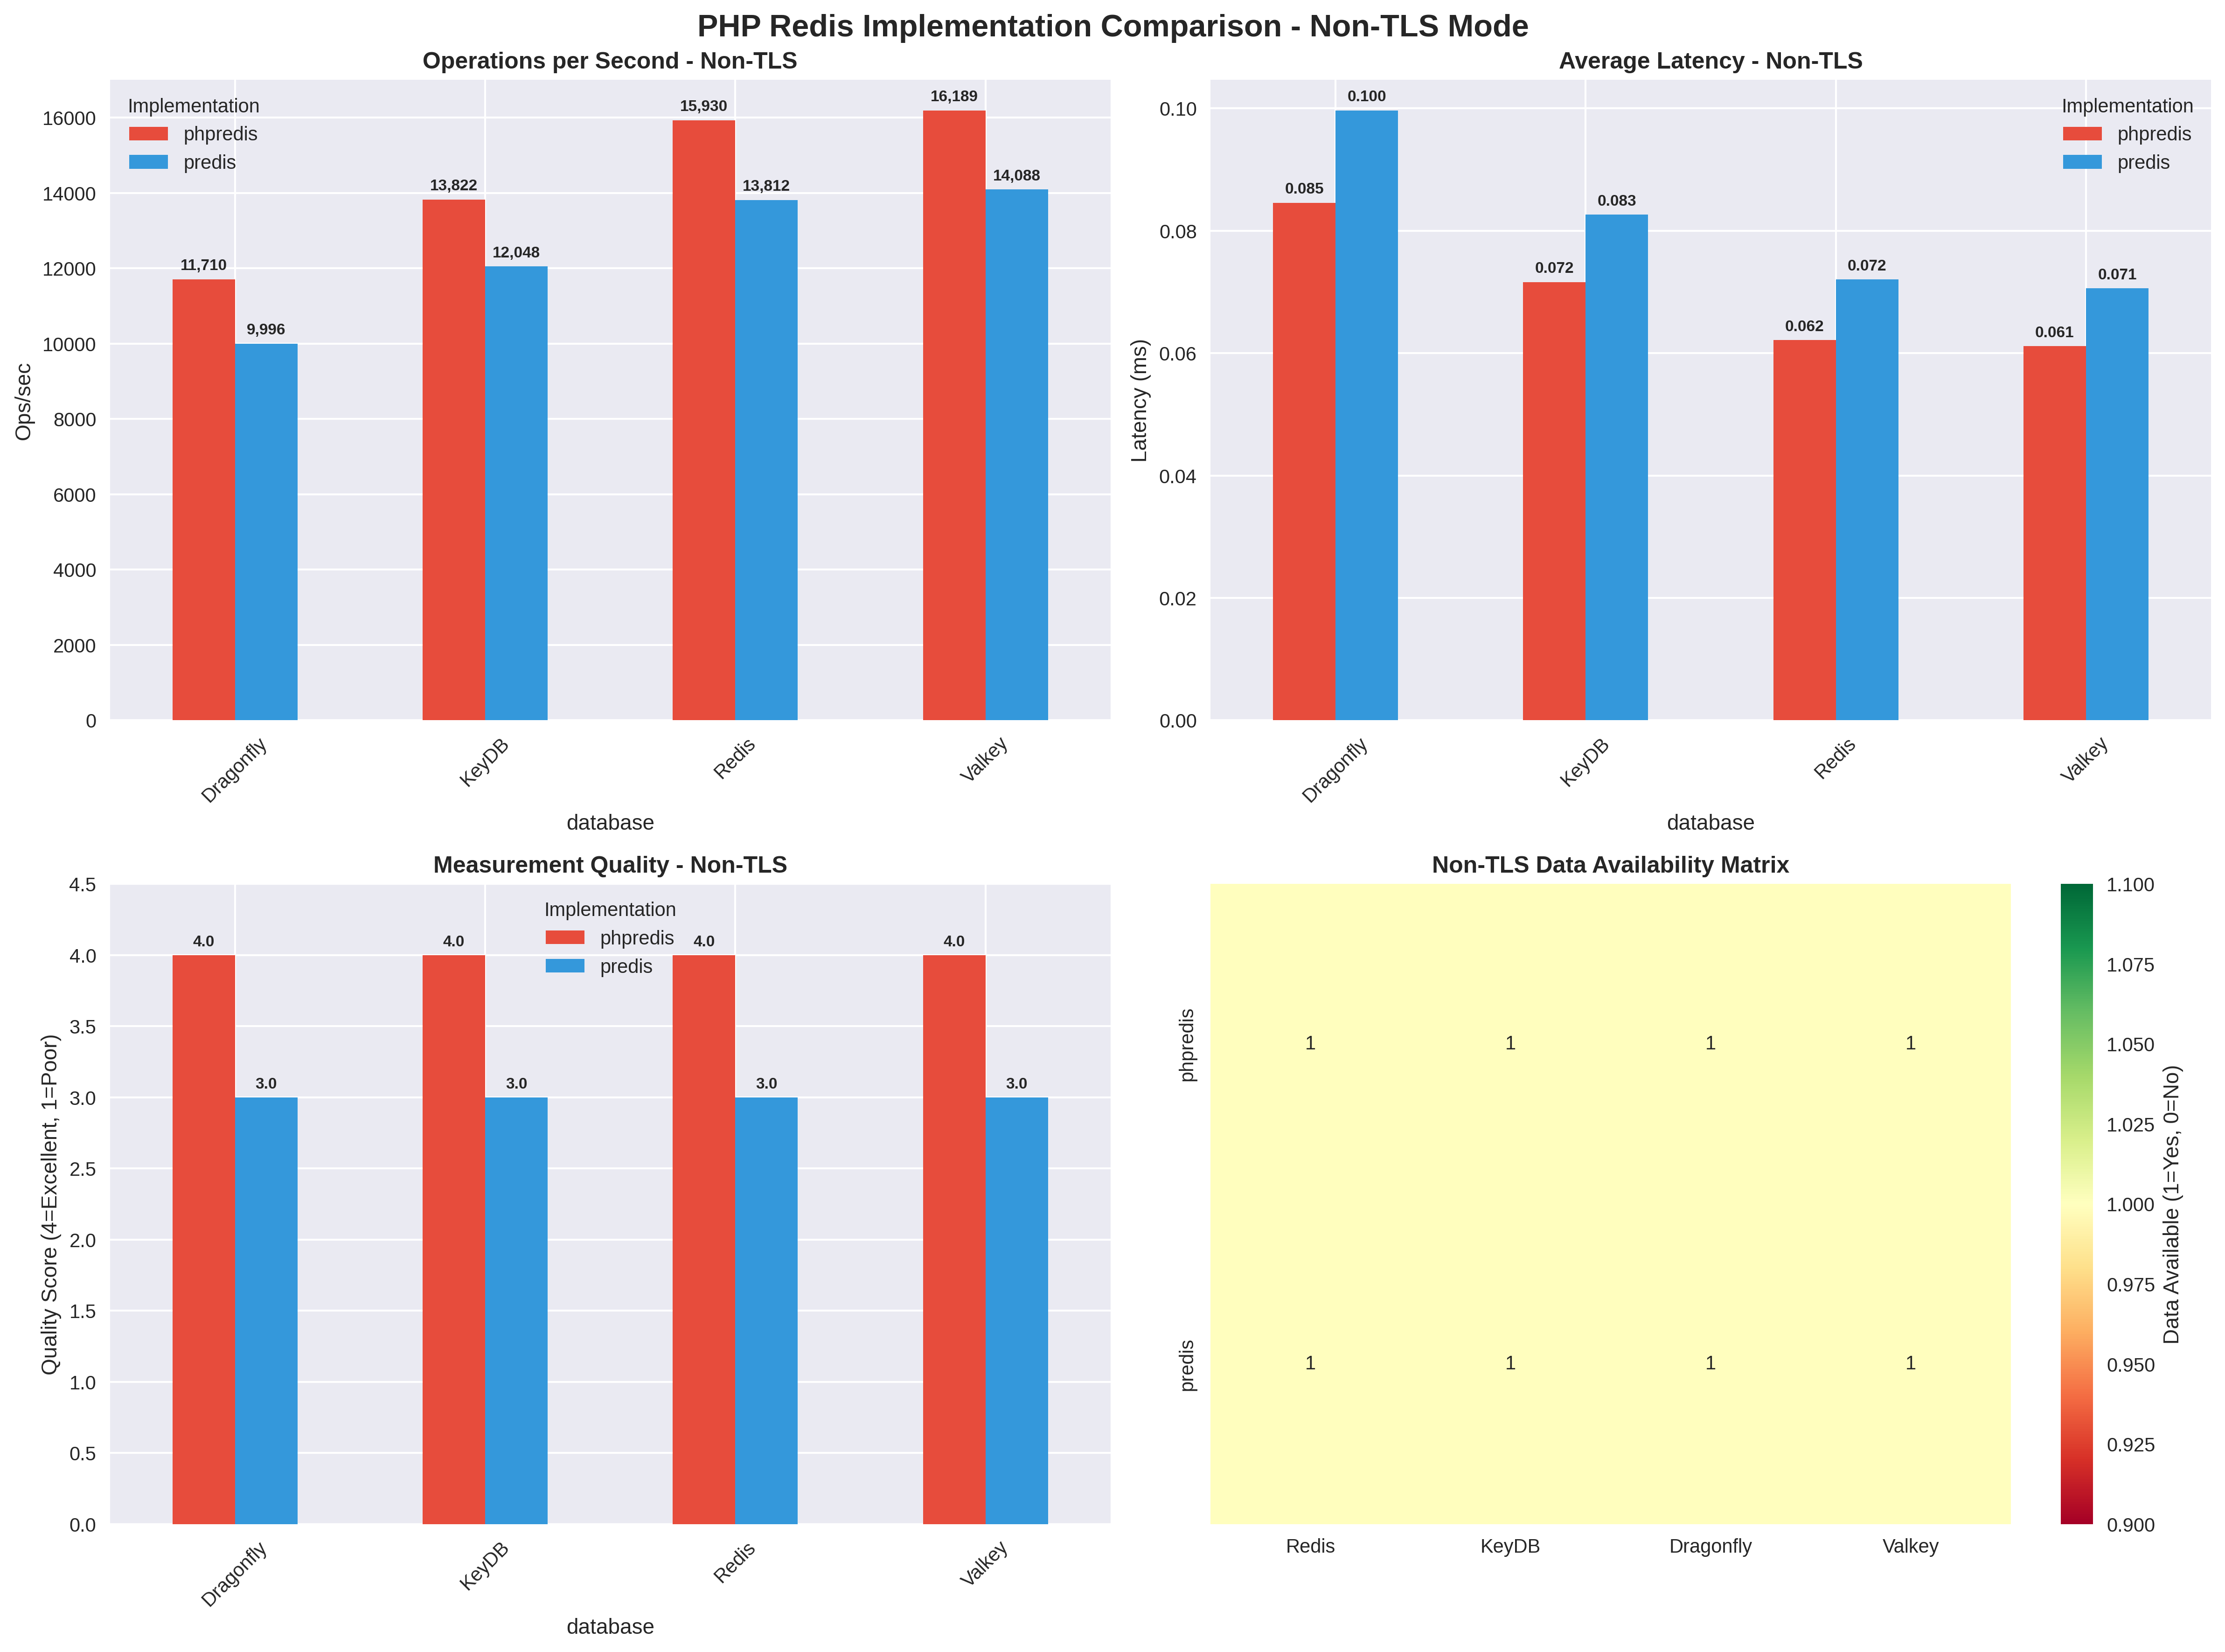 PHP Redis Implementation Comparison - Non-TLS Mode
Operations per Second - Non-TLS
Implementation
phpredis
predis
Ops/sec
16000
14000
12000
10000
8000
6000
4000
2000
0
11,710
9,996
13,822
12,048
15,930
13,812
16,189
14,088
Dragonfly
KeyDB
Redis
Valkey
database
Average Latency - Non-TLS
Implementation
phpredis
predis
Latency (ms)
0.10
0.08
0.06
0.04
0.02
0.00
0.085
0.100
0.072
0.083
0.062
0.072
0.061
0.071
Dragonfly
KeyDB
Redis
Valkey
database
Measurement Quality - Non-TLS
Implementation
phpredis
predis
Quality Score (4=Excellent, 1=Poor)
4.5
4.0
3.5
3.0
2.5
2.0
1.5
1.0
0.5
0.0
4.0
3.0
4.0
3.0
4.0
3.0
4.0
3.0
Dragonfly
KeyDB
Redis
Valkey
database
Non-TLS Data Availability Matrix
phpredis
1 1 1 1
predis
1 1 1 1
Redis KeyDB Dragonfly Valkey
1.100
1.075
1.050
1.025
1.000
0.975
0.950
0.925
0.900
Data Available (1=Yes, 0=No)